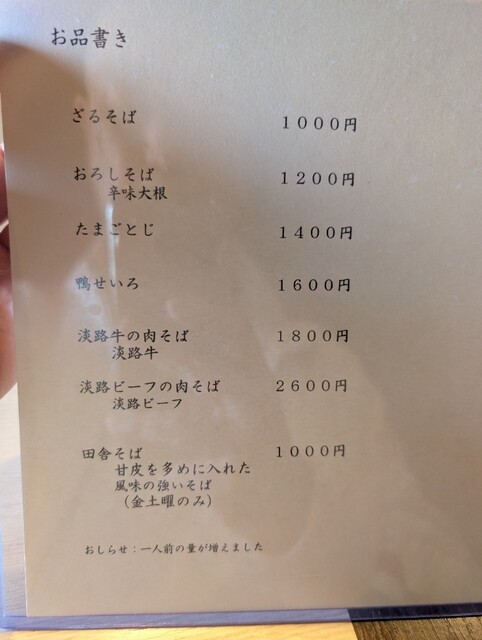 お品書き
ざるそば １０００円
おろしそば １２００円
辛味大根
たまごとじ １４００円
鴨せいろ １６００円
淡路牛の肉そば １８００円
淡路牛
淡路ビーフの肉そば ２６００円
淡路ビーフ
田舎そば １０００円
甘皮を多めに入れた
風味の強いそば
（金土曜のみ）
おしらせ：一人前の量が増えました